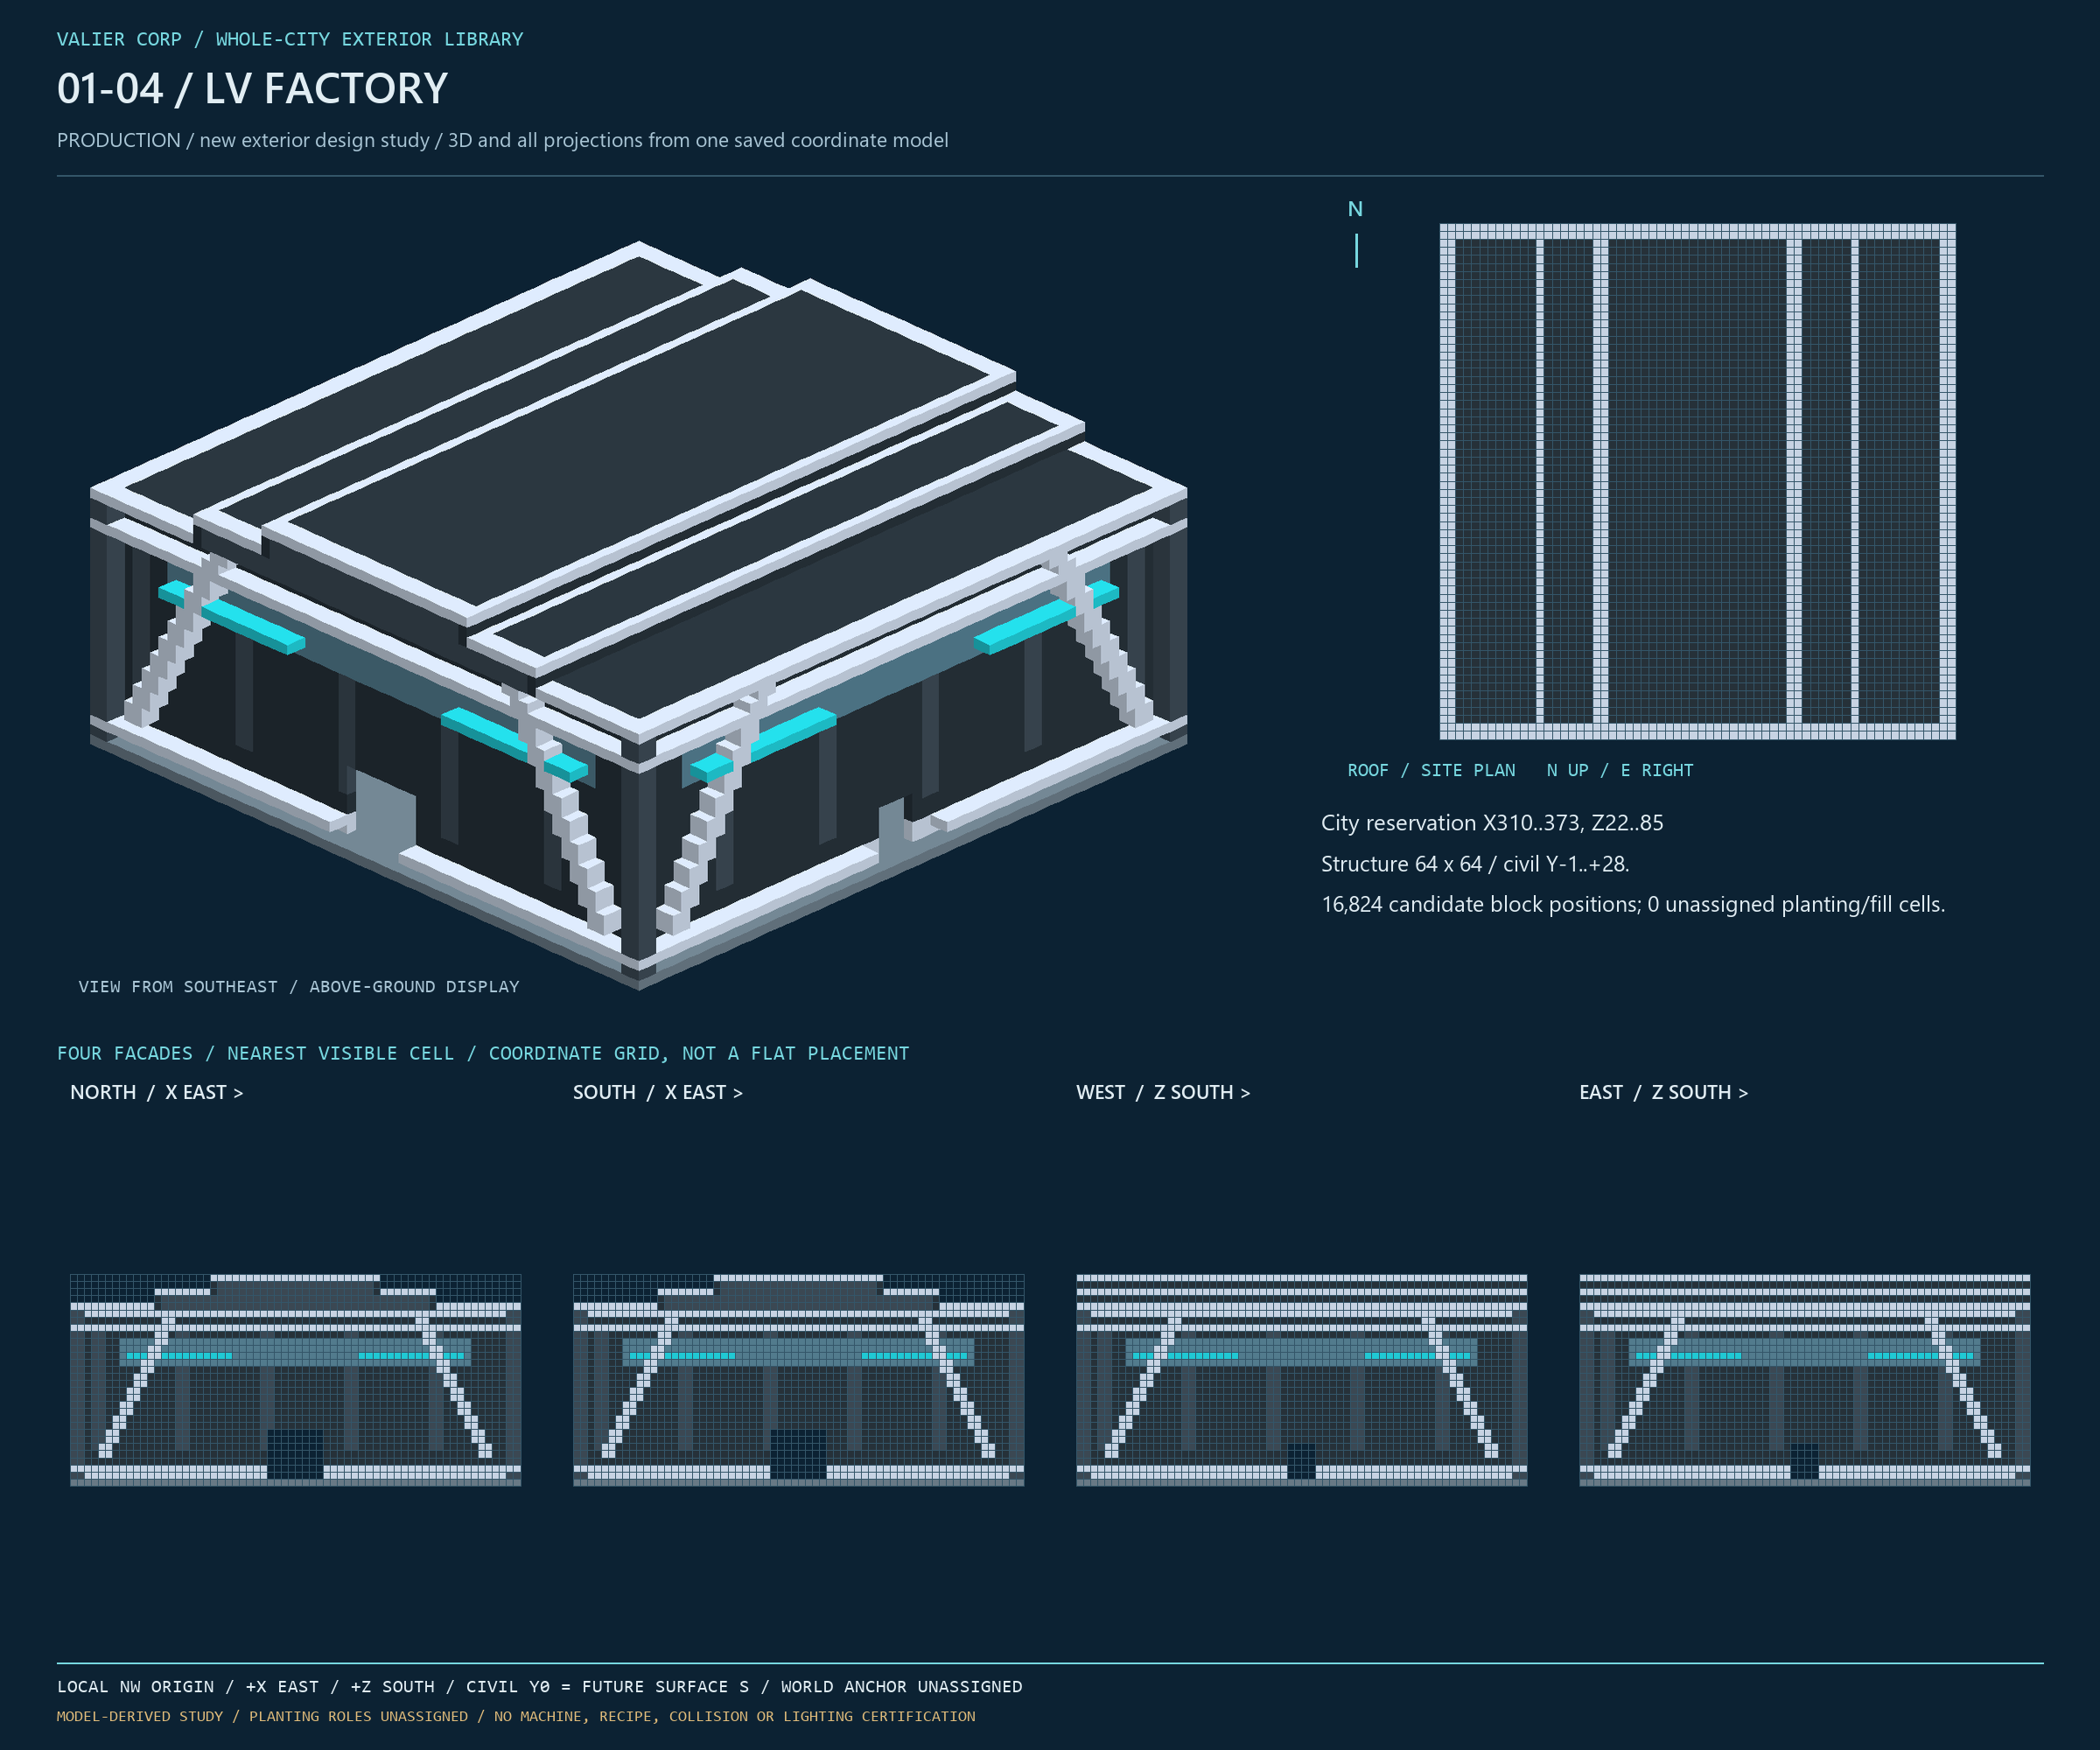 VALIER CORP / WHOLE-CITY EXTERIOR LIBRARY
01-04 / LV FACTORY
PRODUCTION / new exterior design study / 3D and all projections from one saved coordinate model
N
ROOF / SITE PLAN   N UP / E RIGHT
City reservation X310..373, Z22..85
Structure 64 x 64 / civil Y-1..+28.
16,824 candidate block positions; 0 unassigned planting/fill cells.
VIEW FROM SOUTHEAST / ABOVE-GROUND DISPLAY
FOUR FACADES / NEAREST VISIBLE CELL / COORDINATE GRID, NOT A FLAT PLACEMENT
NORTH / X EAST >
SOUTH / X EAST >
WEST / Z SOUTH >
EAST / Z SOUTH >
LOCAL NW ORIGIN / +X EAST / +Z SOUTH / CIVIL Y0 = FUTURE SURFACE S / WORLD ANCHOR UNASSIGNED
MODEL-DERIVED STUDY / PLANTING ROLES UNASSIGNED / NO MACHINE, RECIPE, COLLISION OR LIGHTING CERTIFICATION